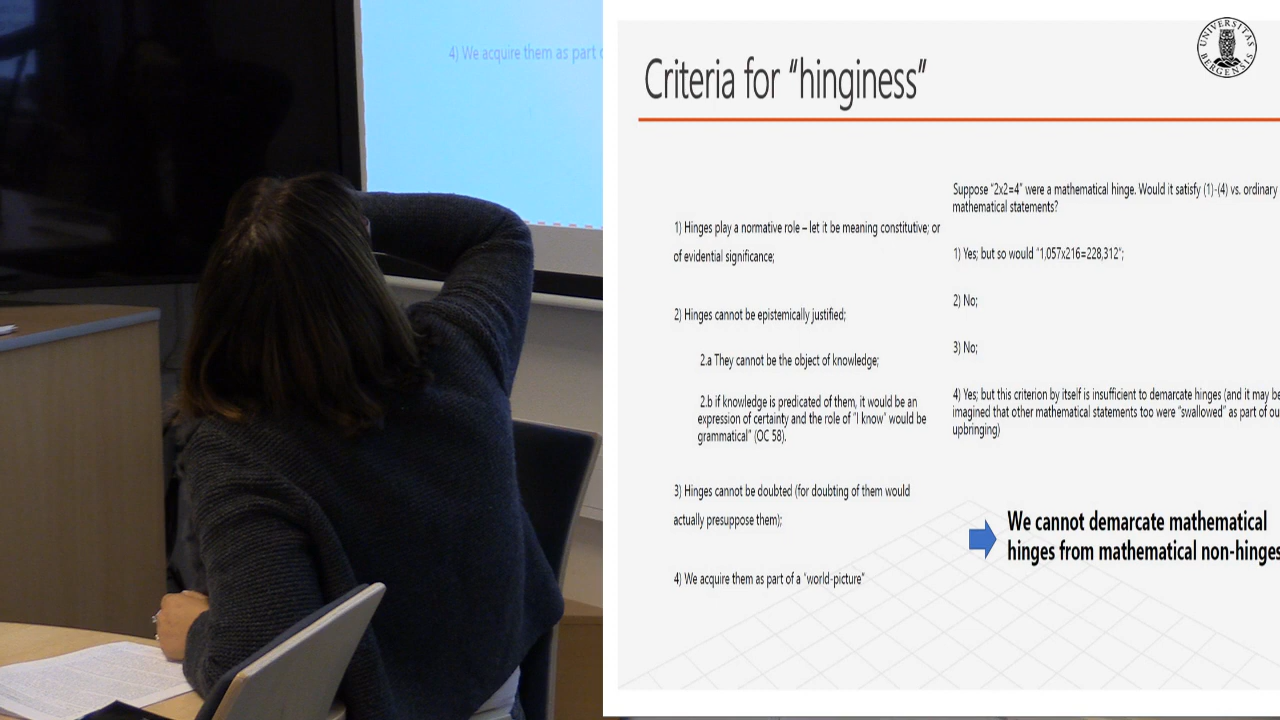 4) We acquire them as part
UNIVERSITAS
BERGENSIS
Criteria for “hinginess”
1) Hinges play a normative role – let it be meaning constitutive; or
of evidential significance;
2) Hinges cannot be epistemically justified;
2.a They cannot be the object of knowledge;
2.b if knowledge is predicated of them, it would be an
expression of certainty and the role of “I know’ would be
grammatical” (OC 58).
3) Hinges cannot be doubted (for doubting of them would
actually presuppose them);
4) We acquire them as part of a “world-picture”
Suppose “2x2=4” were a mathematical hinge. Would it satisfy (1)-(4) vs. ordinary
mathematical statements?
1) Yes; but so would “1,057x216=228,312”;
2) No;
3) No;
4) Yes; but this criterion by itself is insufficient to demarcate hinges (and it may be
imagined that other mathematical statements too were “swallowed” as part of ou
upbringing)
We cannot demarcate mathematical
hinges from mathematical non-hinges